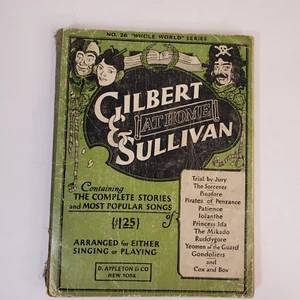 NO. 26 "WHOLE WORLD" SERIES
GILBERT
[AT HOME]
& SULLIVAN
Containing
THE COMPLETE STORIES
AND MOST POPULAR SONGS
of
ARRANGED for EITHER
SINGING or PLAYING
D. APPLETON & CO
NEW YORK
Trial by Jury
The Sorcerer
Pinafore
Pirates of Penzance
Patience
Iolanthe
Princess Ida
The Mikado
Ruddygore
Yeomen of the Guard
Gondoliers
and
Cox and Box